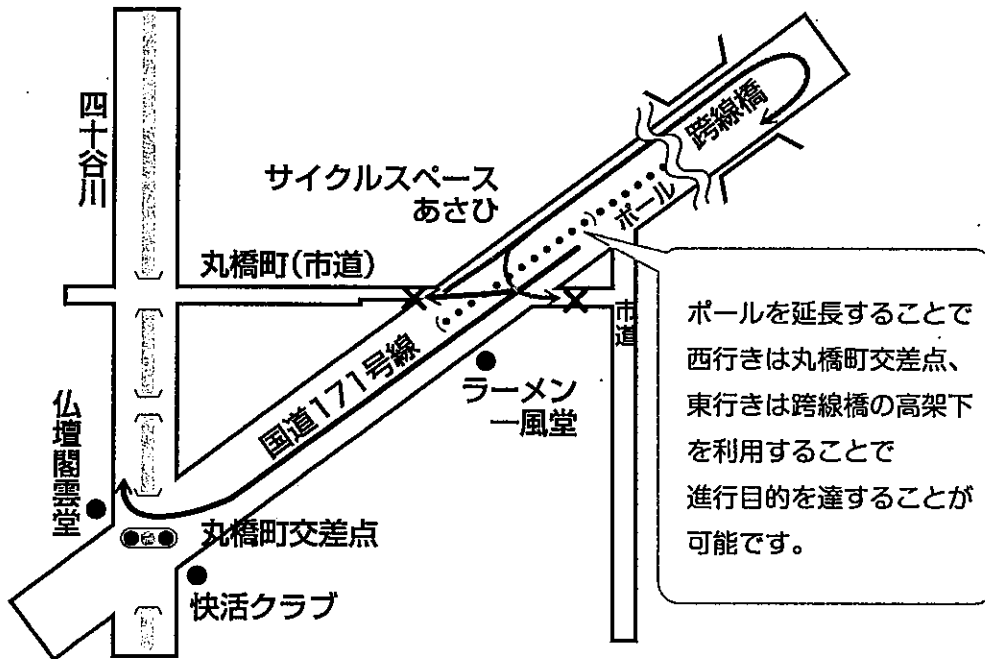 四十谷川
サイクルスペース
あさひ
跨線橋
ポール
丸橋町(市道)
市道
国道171号線
ラーメン
一風堂
仏壇閣雲堂
丸橋町交差点
快活クラブ
ポールを延長することで
西行きは丸橋町交差点、
東行きは跨線橋の高架下
を利用することで
進行目的を達することが
可能です。